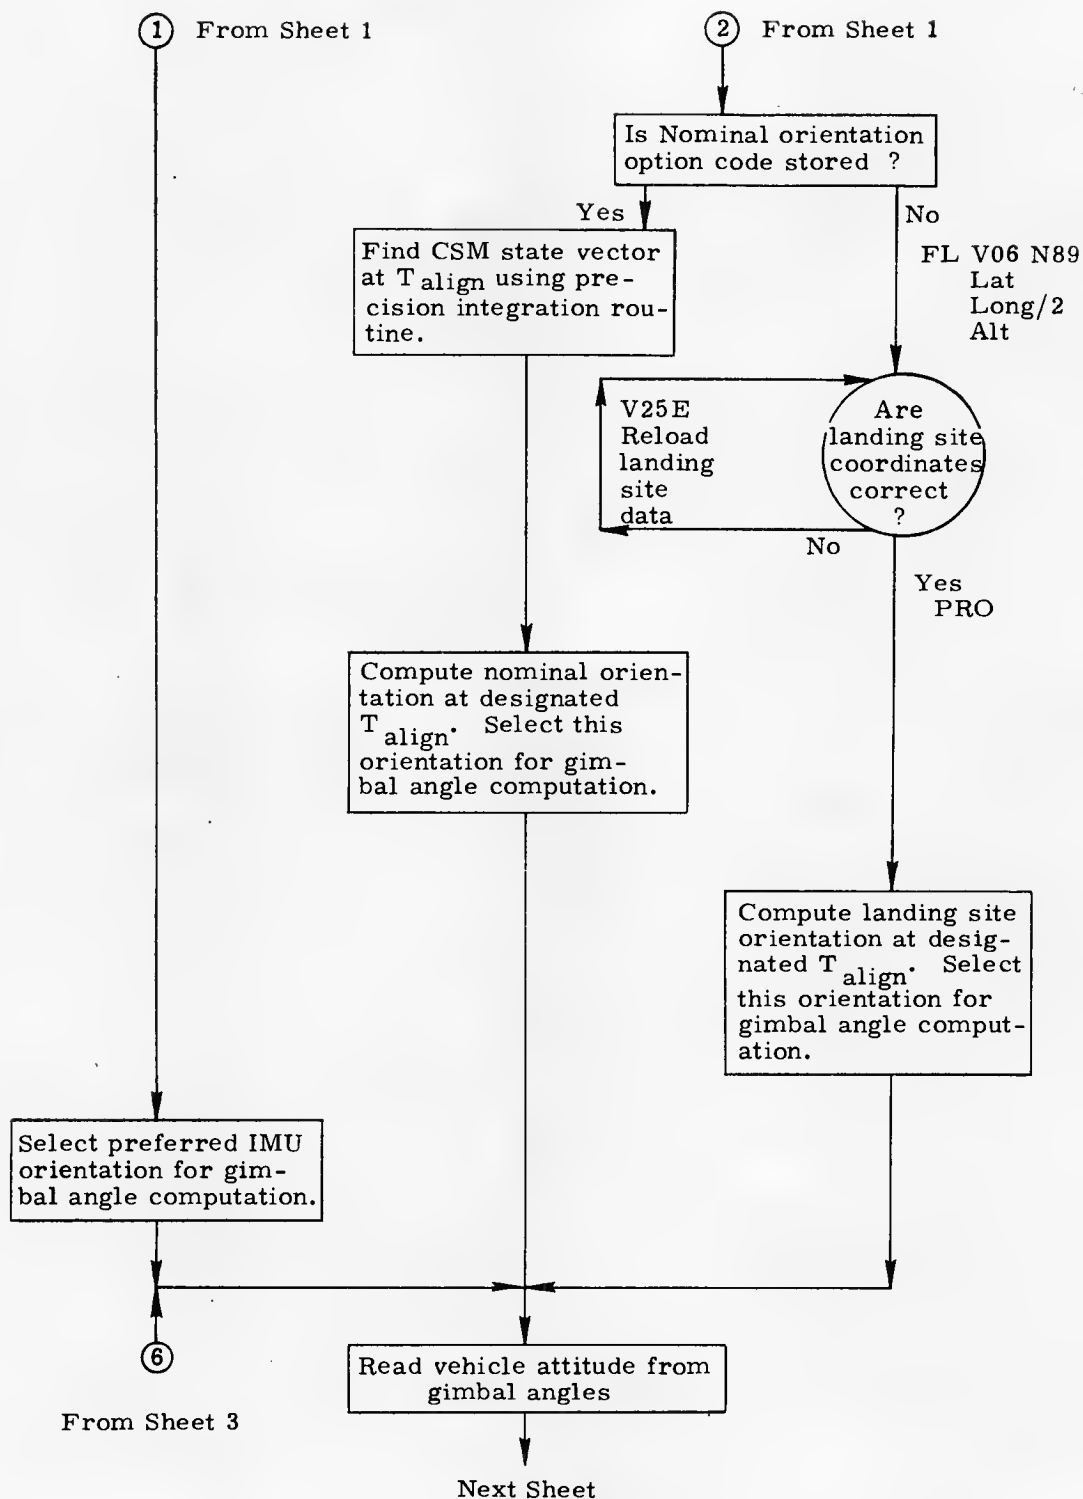 1 From Sheet 1
2 From Sheet 1
Is Nominal orientation
option code stored ?
Yes
No
Find CSM state vector
at T align using pre-
cision integration rou-
tine.
FL V06 N89
Lat
Long/2
Alt
V25E
Reload
landing
site
data
Are
landing site
coordinates
correct
?
No
Yes
PRO
Compute nominal orien-
tation at designated
T align. Select this
orientation for gim-
bal angle computation.
Compute landing site
orientation at desig-
nated T align. Select
this orientation for
gimbal angle comput-
ation.
Select preferred IMU
orientation for gim-
bal angle computation.
6
From Sheet 3
Read vehicle attitude from
gimbal angles
Next Sheet